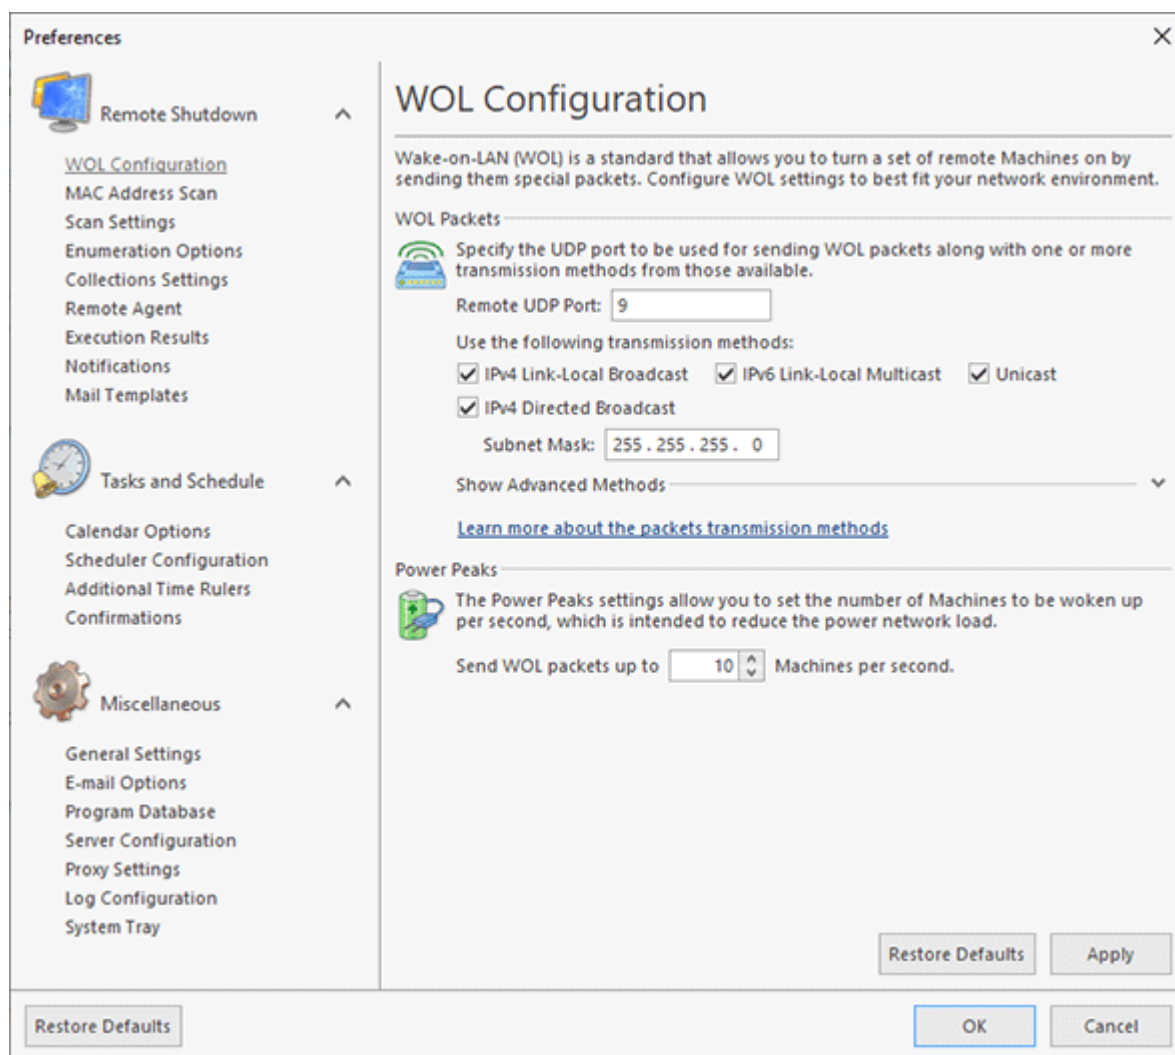 Preferences
Remote Shutdown
WOL Configuration
MAC Address Scan
Scan Settings
Enumeration Options
Collections Settings
Remote Agent
Execution Results
Notifications
Mail Templates
Tasks and Schedule
Calendar Options
Scheduler Configuration
Additional Time Rulers
Confirmations
Miscellaneous
General Settings
E-mail Options
Program Database
Server Configuration
Proxy Settings
Log Configuration
System Tray
WOL Configuration
Wake-on-LAN (WOL) is a standard that allows you to turn a set of remote Machines on by
sending them special packets. Configure WOL settings to best fit your network environment.
WOL Packets
Specify the UDP port to be used for sending WOL packets along with one or more
transmission methods from those available.
Remote UDP Port: 9
Use the following transmission methods:
IPv4 Link-Local Broadcast IPv6 Link-Local Multicast Unicast
IPv4 Directed Broadcast
Subnet Mask: 255 . 255 . 255 . 0
Show Advanced Methods
Learn more about the packets transmission methods
Power Peaks
The Power Peaks settings allow you to set the number of Machines to be woken up
per second, which is intended to reduce the power network load.
Send WOL packets up to 10 Machines per second.
Restore Defaults Apply
Restore Defaults OK Cancel